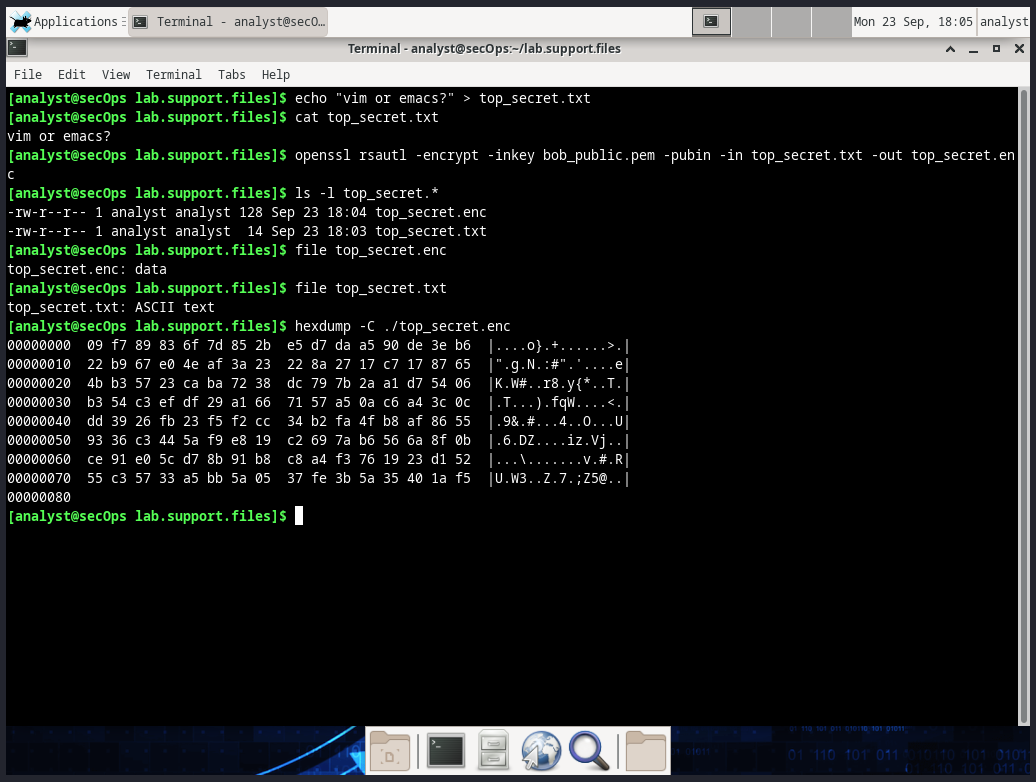 Applications
Terminal - analyst@secO...
Mon 23 Sep, 18:05
analyst
Terminal - analyst@secOps:~/lab.support.files
File Edit View Terminal Tabs Help
[analyst@secOps lab.support.files]$ echo "vim or emacs?" > top_secret.txt
[analyst@secOps lab.support.files]$ cat top_secret.txt
vim or emacs?
[analyst@secOps lab.support.files]$ openssl rsautl -encrypt -inkey bob_public.pem -pubin -in top_secret.txt -out top_secret.en
c
[analyst@secOps lab.support.files]$ ls -l top_secret.*
-rw-r--r-- 1 analyst analyst 128 Sep 23 18:04 top_secret.enc
-rw-r--r-- 1 analyst analyst  14 Sep 23 18:03 top_secret.txt
[analyst@secOps lab.support.files]$ file top_secret.enc
top_secret.enc: data
[analyst@secOps lab.support.files]$ file top_secret.txt
top_secret.txt: ASCII text
[analyst@secOps lab.support.files]$ hexdump -C ./top_secret.enc
00000000  09 f7 89 83 6f 7d 85 2b  e5 d7 da a5 90 de 3e b6  |....o}.+......>.|
00000010  22 b9 67 e0 4e af 3a 23  22 8a 27 17 c7 17 87 65  |".g.N.:#".'....e|
00000020  4b b3 57 23 ca ba 72 38  dc 79 7b 2a a1 d7 54 06  |K.W#..r8.y{*..T.|
00000030  b3 54 c3 ef df 29 a1 66  71 57 a5 0a c6 a4 3c 0c  |.T...).fqW....<.|
00000040  dd 39 26 fb 23 f5 f2 cc  34 b2 fa 4f b8 af 86 55  |.9&.#...4..O...U|
00000050  93 36 c3 44 5a f9 e8 19  c2 69 7a b6 56 6a 8f 0b  |.6.DZ....iz.Vj..|
00000060  ce 91 e0 5c d7 8b 91 b8  c8 a4 f3 76 19 23 d1 52  |...\.......v.#.R|
00000070  55 c3 57 33 a5 bb 5a 05  37 fe 3b 5a 35 40 1a f5  |U.W3..Z.7.;Z5@..|
00000080
[analyst@secOps lab.support.files]$